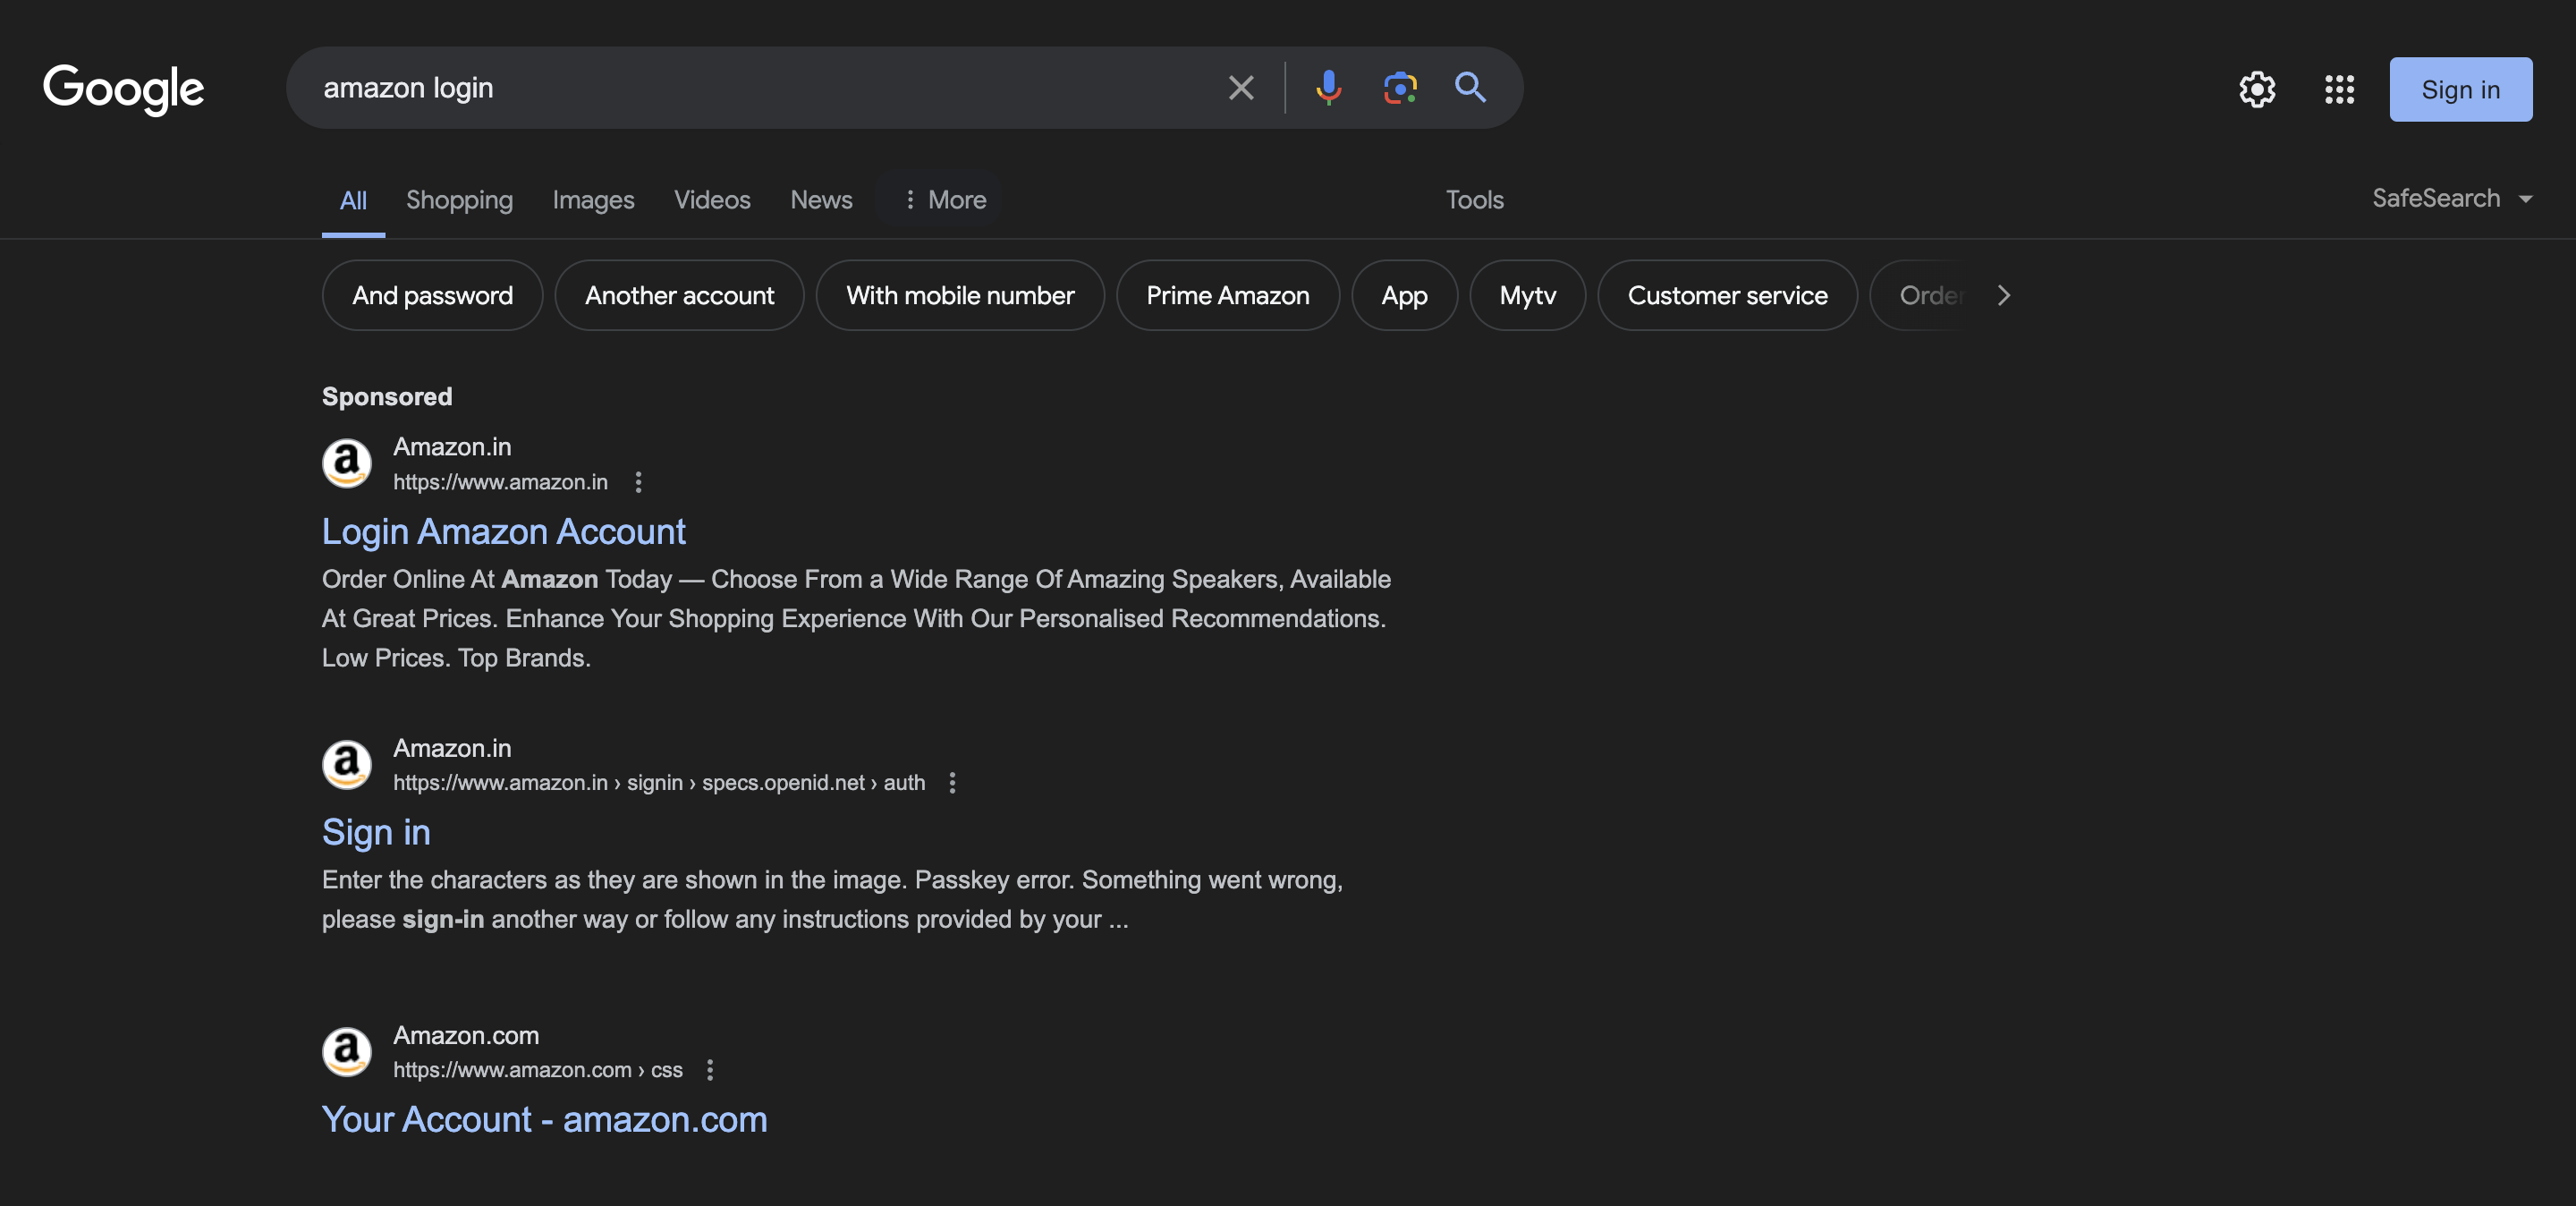 Google
amazon login
Sign in
All Shopping Images Videos News More Tools SafeSearch
And password Another account With mobile number Prime Amazon App Mytv Customer service Order
Sponsored
Amazon.in
https://www.amazon.in
Login Amazon Account
Order Online At Amazon Today — Choose From a Wide Range Of Amazing Speakers, Available
At Great Prices. Enhance Your Shopping Experience With Our Personalised Recommendations.
Low Prices. Top Brands.
Amazon.in
https://www.amazon.in › signin › specs.openid.net › auth
Sign in
Enter the characters as they are shown in the image. Passkey error. Something went wrong,
please sign-in another way or follow any instructions provided by your ...
Amazon.com
https://www.amazon.com › css
Your Account - amazon.com